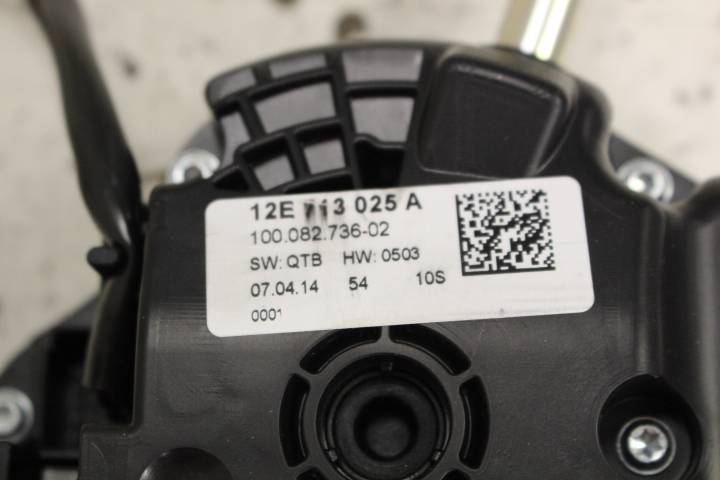 12E 713 025 A
100.082.736-02
SW: QTB HW: 0503
07.04.14 54 10S
0001